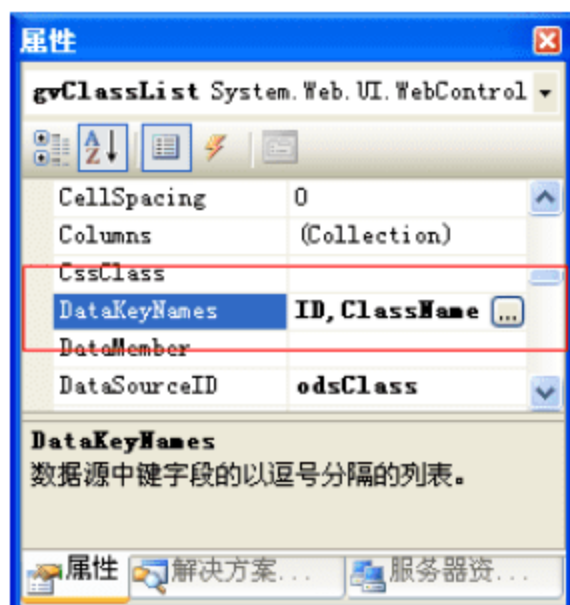 属性
gvClassList System.Web.UI.WebControl
CellSpacing 0
Columns (Collection)
CssClass
DataKeyNames ID,ClassName ...
DataMember
DataSourceID odsClass
DataKeyNames
数据源中键字段的以逗号分隔的列表。
属性 解决方案... 服务器资...